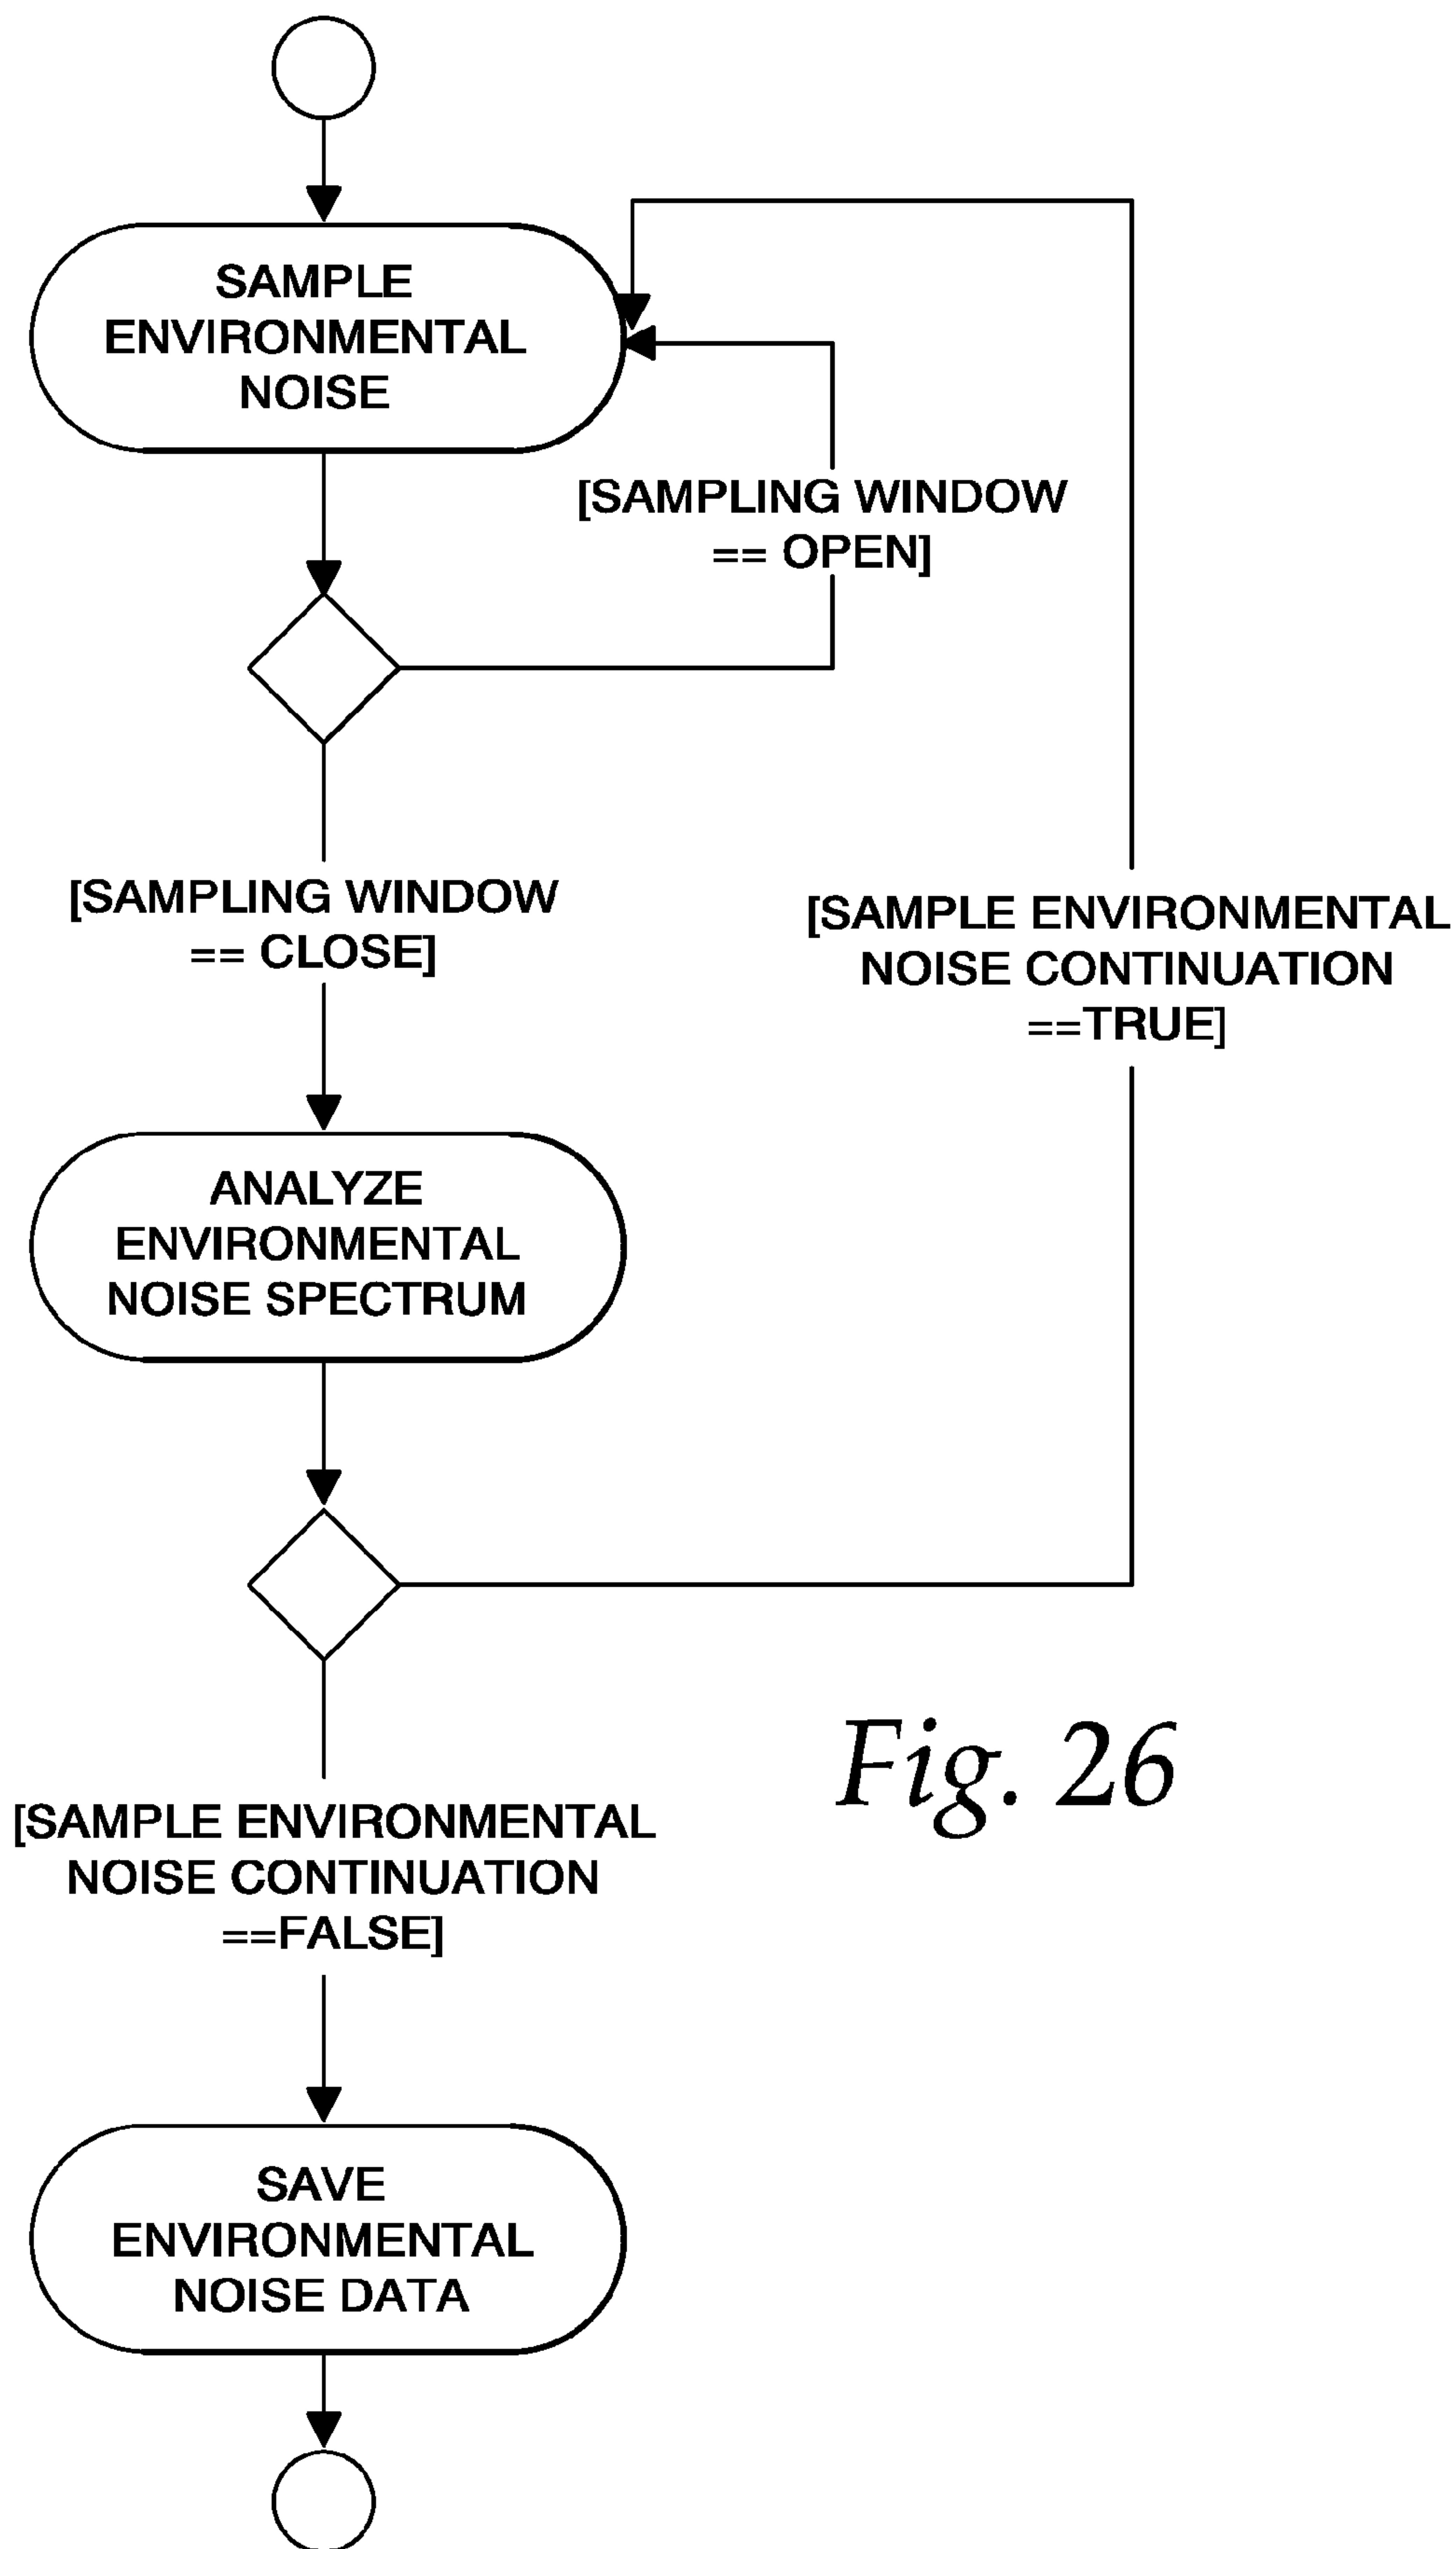 SAMPLE
ENVIRONMENTAL
NOISE
[SAMPLING WINDOW
== OPEN]
[SAMPLING WINDOW
== CLOSE]
[SAMPLE ENVIRONMENTAL
NOISE CONTINUATION
==TRUE]
ANALYZE
ENVIRONMENTAL
NOISE SPECTRUM
Fig. 26
[SAMPLE ENVIRONMENTAL
NOISE CONTINUATION
==FALSE]
SAVE
ENVIRONMENTAL
NOISE DATA